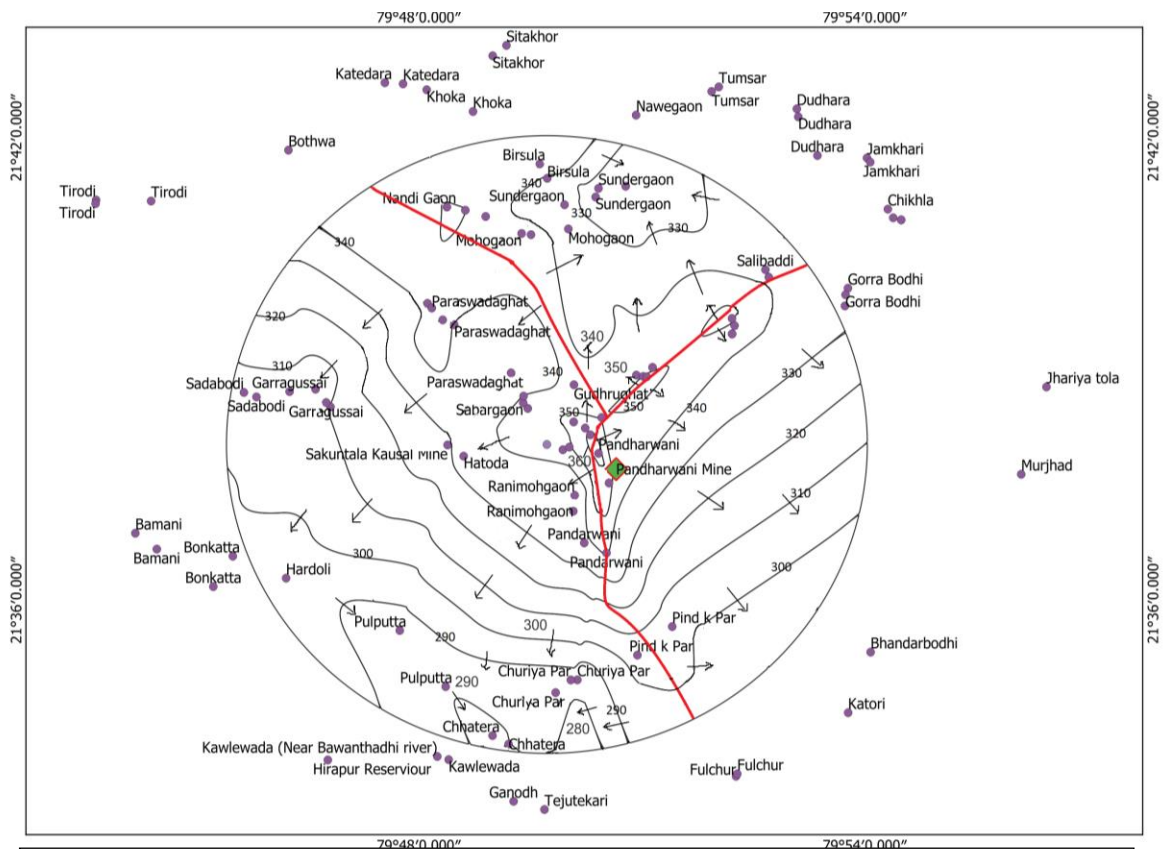 79°48′0.000″
79°54′0.000″
Sitakhor
Sitakhor
Katedara
Katedara
Khoka
Khoka
Tumsar
Tumsar
Nawegaon
Dudhara
Dudhara
Dudhara
21°42′0.000″
21°42′0.000″
Bothwa
Jamkhari
Jamkhari
Birsula
Birsula
Tirodi
Tirodi
Tirodi
340
Sundergaon
Sundergaon
Sundergaon
Nandi Gaon
330
330
Chikhla
Mohogaon
Mohogaon
340
Salibaddi
Gorra Bodhi
Gorra Bodhi
Paraswadaghat
320
Paraswadaghat
340
310
350
330
Paraswadaghat
340
Sadabodi
Garragussai
Gudhrughat
Jhariya tola
Sadabodi
Garragussai
Sabargaon
350
350
340
320
Pandharwani
Sakuntala Kausal Mine
Hatoda
360
Pandharwani Mine
Murjhad
Ranimohgaon
310
Ranimohgaon
Bamani
Bamani
Bonkatta
300
Pandarwani
Pandarwani
Bonkatta
Hardoli
300
21°36′0.000″
21°36′0.000″
Pulputta
300
Pind k Par
290
Pind k Par
Bhandarbodhi
Churiya Par
Churiya Par
Pulputta
290
Churiya Par
290
Katori
Chhatera
280
Chhatera
Kawlewada (Near Bawanthadhi river)
Hirapur Reserviour
Kawlewada
Fulchur
Fulchur
Ganodh
Tejutekari
79°48′0.000″
79°54′0.000″